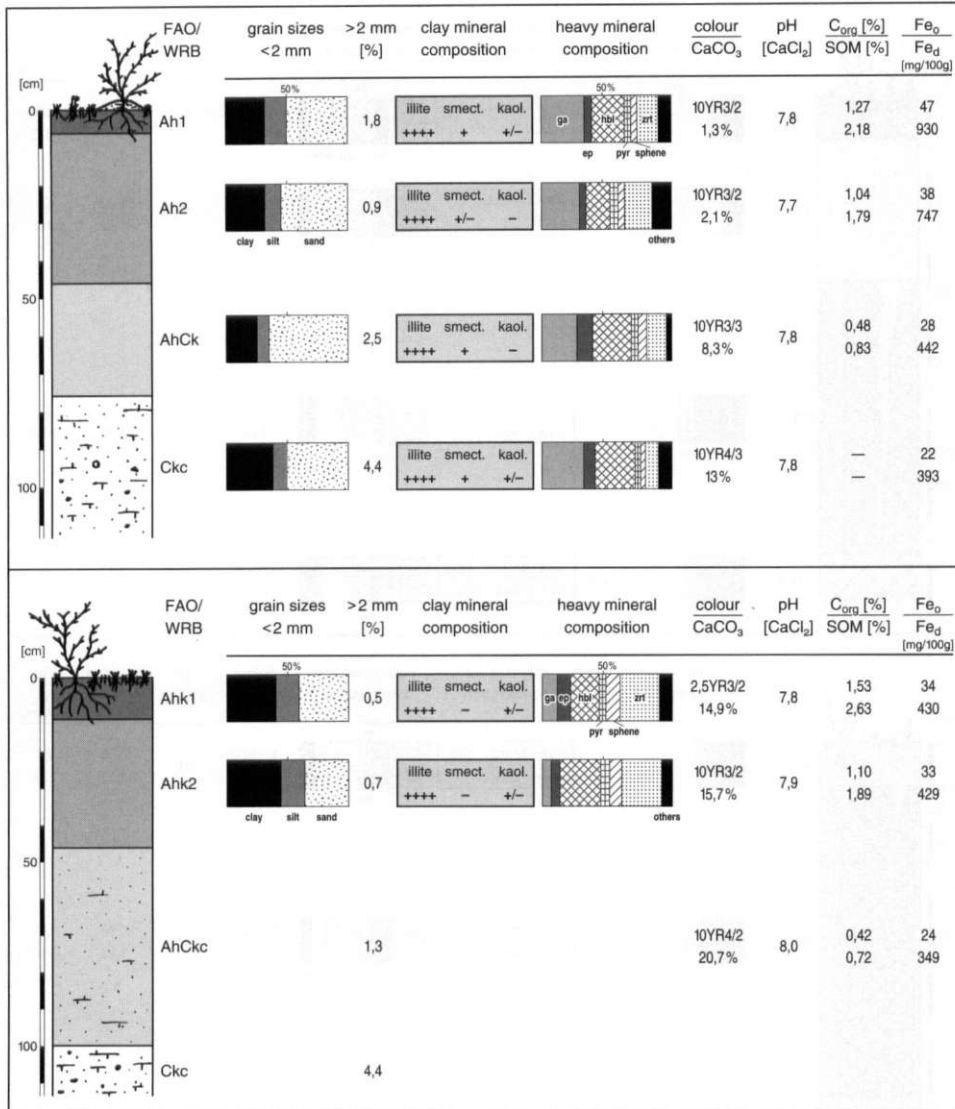 FAO/ grain sizes >2 mm clay mineral heavy mineral colour pH C_org [%] Fe_o
WRB <2 mm [%] composition composition CaCO₃ [CaCl₂] SOM [%] Fe_d
[mg/100g]
[cm]
50% 50%
0 Ah1 1,8 illite smect. kaol. ga hbl zrt 10YR3/2 7,8 1,27 47
++++ + +/– 1,3% 2,18 930
ep pyr sphene
Ah2 0,9 illite smect. kaol. 10YR3/2 7,7 1,04 38
++++ +/– – 2,1% 1,79 747
clay silt sand others
50
AhCk 2,5 illite smect. kaol. 10YR3/3 7,8 0,48 28
++++ + – 8,3% 0,83 442
Ckc 4,4 illite smect. kaol. 10YR4/3 7,8 — 22
++++ + +/– 13% — 393
100
FAO/ grain sizes >2 mm clay mineral heavy mineral colour pH C_org [%] Fe_o
WRB <2 mm [%] composition composition CaCO₃ [CaCl₂] SOM [%] Fe_d
[mg/100g]
[cm]
50% 50%
0 Ahk1 0,5 illite smect. kaol. ga ep hbl zrt 2,5YR3/2 7,8 1,53 34
++++ – +/– 14,9% 2,63 430
pyr sphene
Ahk2 0,7 illite smect. kaol. 10YR3/2 7,9 1,10 33
++++ – +/– 15,7% 1,89 429
clay silt sand others
50
AhCkc 1,3 10YR4/2 8,0 0,42 24
20,7% 0,72 349
100
Ckc 4,4